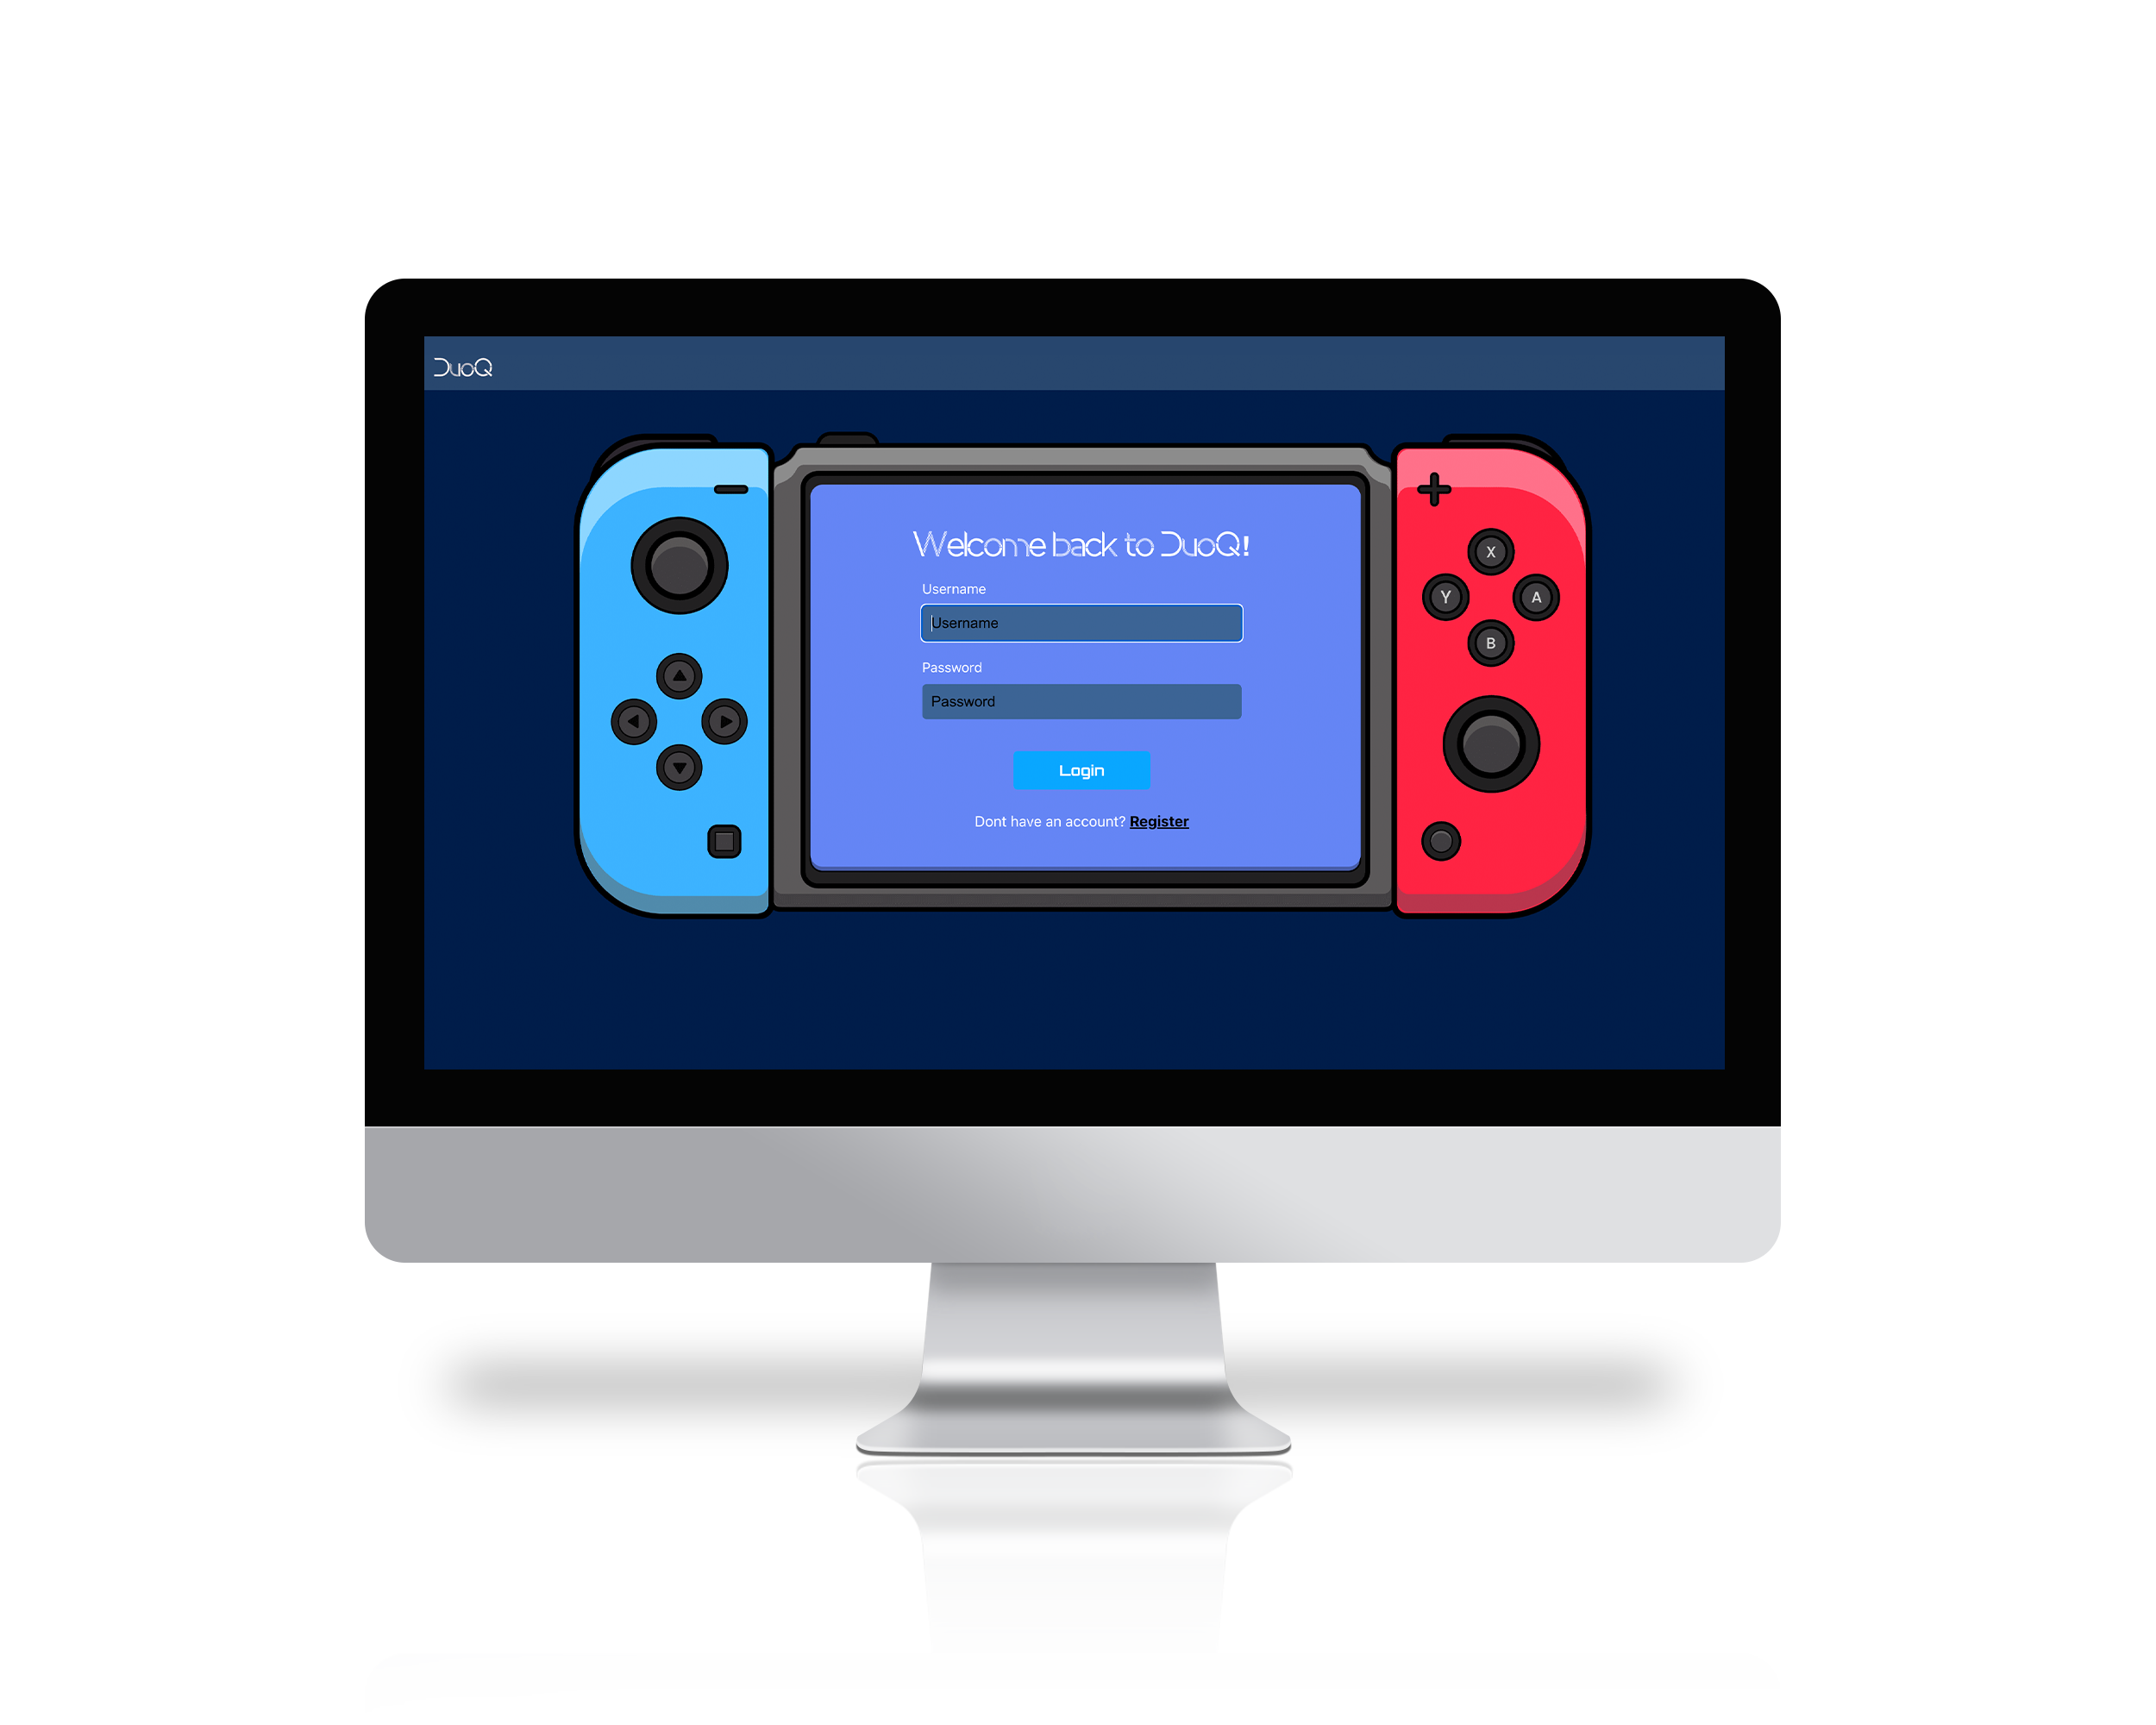 DuoQ
Welcome back to DuoQ!
Username
Username
Password
Password
Login
Dont have an account? Register
X
Y
A
B